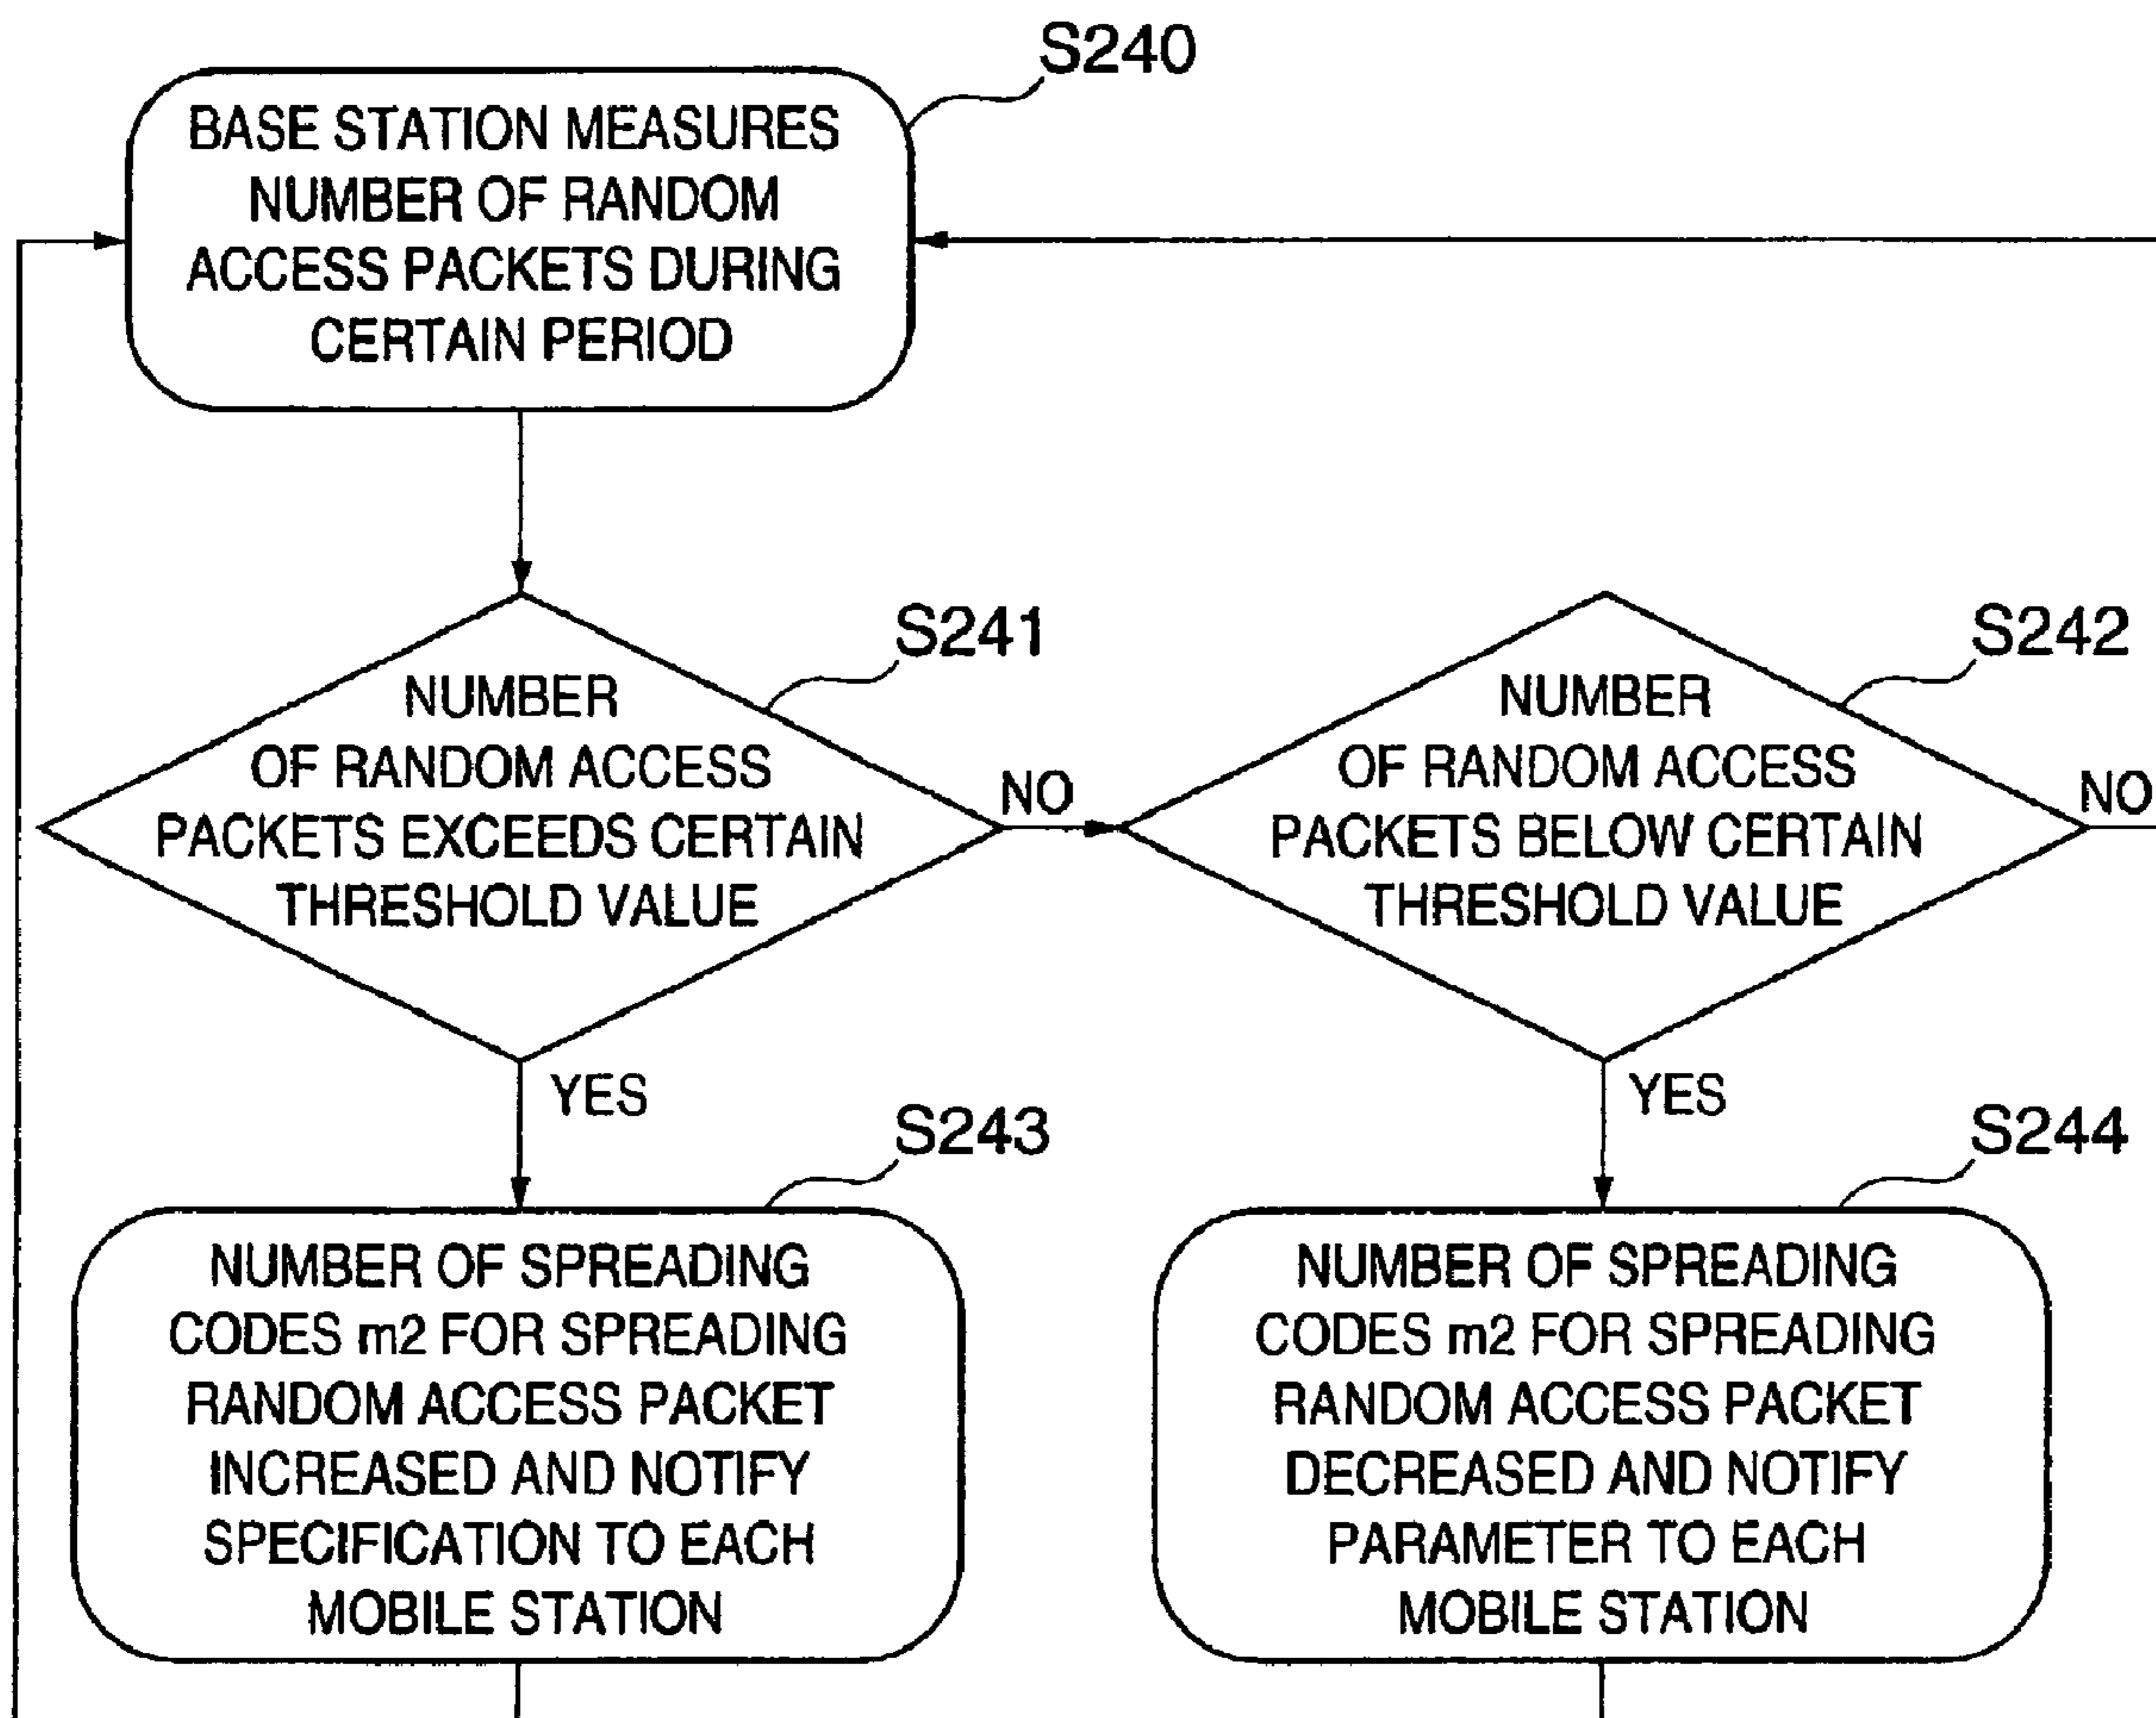 S240
BASE STATION MEASURES
NUMBER OF RANDOM
ACCESS PACKETS DURING
CERTAIN PERIOD
S241
NUMBER
OF RANDOM ACCESS
PACKETS EXCEEDS CERTAIN
THRESHOLD VALUE
NO
YES
S242
NUMBER
OF RANDOM ACCESS
PACKETS BELOW CERTAIN
THRESHOLD VALUE
NO
YES
S243
NUMBER OF SPREADING
CODES m2 FOR SPREADING
RANDOM ACCESS PACKET
INCREASED AND NOTIFY
SPECIFICATION TO EACH
MOBILE STATION
S244
NUMBER OF SPREADING
CODES m2 FOR SPREADING
RANDOM ACCESS PACKET
DECREASED AND NOTIFY
PARAMETER TO EACH
MOBILE STATION